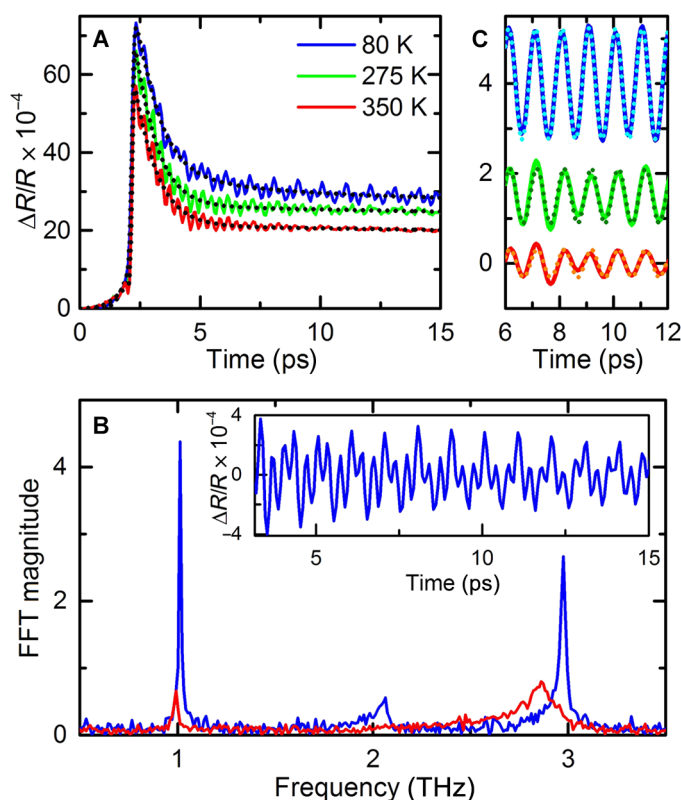 A
80 K
275 K
350 K
60
40
20
0
ΔR/R × 10⁻⁴
0
5
10
15
Time (ps)
C
4
2
0
6
8
10
12
Time (ps)
B
4
2
0
FFT magnitude
1
2
3
Frequency (THz)
4
0
−4
ΔR/R × 10⁻⁴
5
10
15
Time (ps)